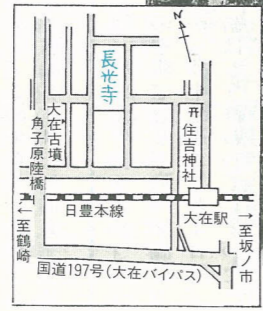 N
長光寺
大在古墳
角子原陸橋
住吉神社
日豊本線
大在駅
←至鶴崎
→至坂ノ市
国道197号(大在バイパス)